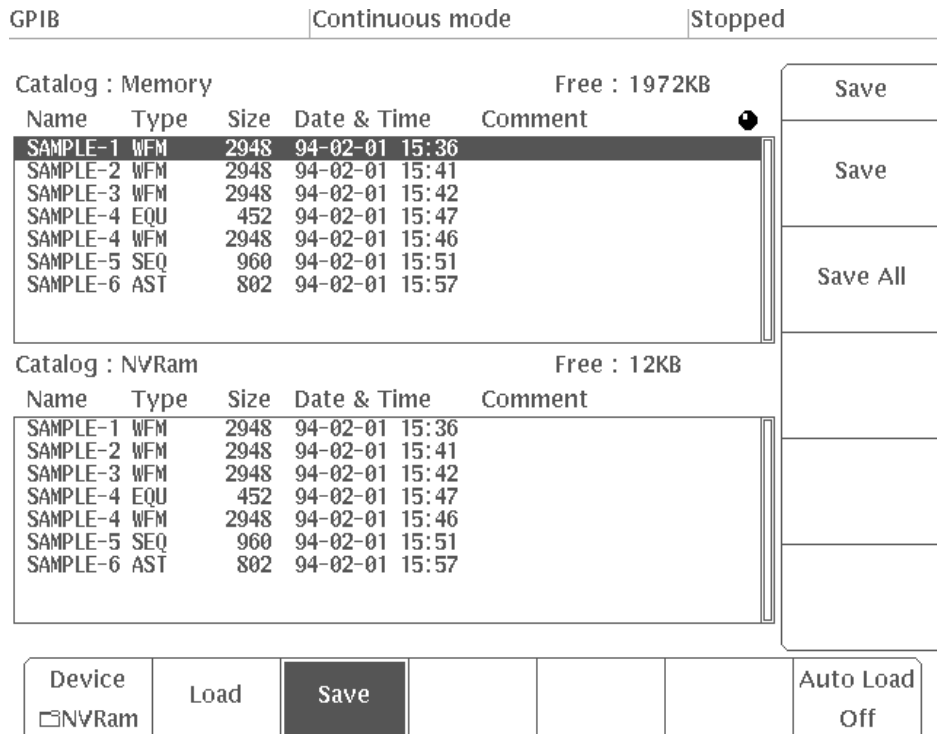 GPIB Continuous mode Stopped
Catalog : Memory Free : 1972KB
Name Type Size Date & Time Comment
SAMPLE-1 WFM 2948 94-02-01 15:36
SAMPLE-2 WFM 2948 94-02-01 15:41
SAMPLE-3 WFM 2948 94-02-01 15:42
SAMPLE-4 EQU 452 94-02-01 15:47
SAMPLE-4 WFM 2948 94-02-01 15:46
SAMPLE-5 SEQ 960 94-02-01 15:51
SAMPLE-6 AST 802 94-02-01 15:57
Catalog : NVRam Free : 12KB
Name Type Size Date & Time Comment
SAMPLE-1 WFM 2948 94-02-01 15:36
SAMPLE-2 WFM 2948 94-02-01 15:41
SAMPLE-3 WFM 2948 94-02-01 15:42
SAMPLE-4 EQU 452 94-02-01 15:47
SAMPLE-4 WFM 2948 94-02-01 15:46
SAMPLE-5 SEQ 960 94-02-01 15:51
SAMPLE-6 AST 802 94-02-01 15:57
Save
Save
Save All
Device
NVRam
Load
Save
Auto Load
Off